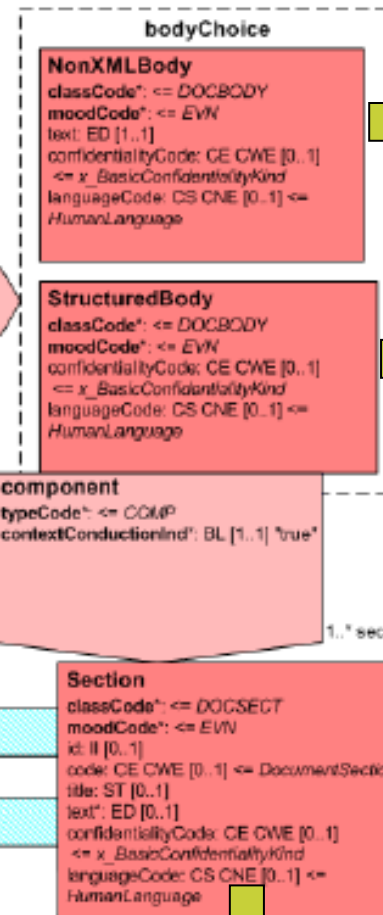 bodyChoice
NonXMLBody
classCode*: <= DOCBODY
moodCode*: <= EVN
text: ED [1..1]
confidentialityCode: CE CWE [0..1]
<= x_BasicConfidentialityKind
languageCode: CS CNE [0..1] <=
HumanLanguage
StructuredBody
classCode*: <= DOCBODY
moodCode*: <= EVN
confidentialityCode: CE CWE [0..1]
<= x_BasicConfidentialityKind
languageCode: CS CNE [0..1] <=
HumanLanguage
component
typeCode*: <= COMP
contextConductionInd*: BL [1..1] "true"
1..* sec
Section
classCode*: <= DOCSECT
moodCode*: <= EVN
id: II [0..1]
code: CE CWE [0..1] <= DocumentSectio
title: ST [0..1]
text*: ED [0..1]
confidentialityCode: CE CWE [0..1]
<= x_BasicConfidentialityKind
languageCode: CS CNE [0..1] <=
HumanLanguage